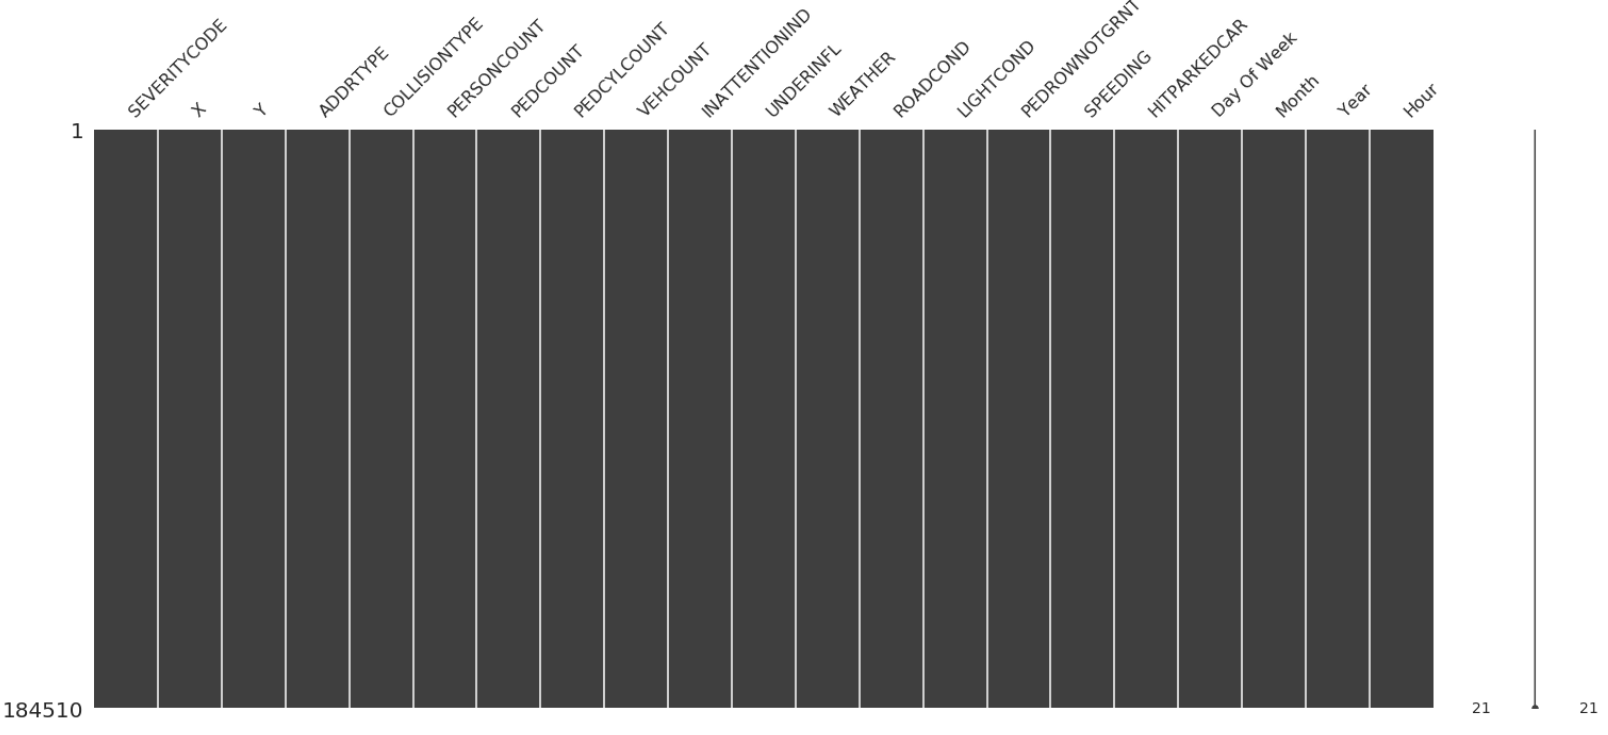 SEVERITYCODE
X
Y
ADDRTYPE
COLLISIONTYPE
PERSONCOUNT
PEDCOUNT
PEDCYLCOUNT
VEHCOUNT
INATTENTIONIND
UNDERINFL
WEATHER
ROADCOND
LIGHTCOND
PEDROWNOTGRNT
SPEEDING
HITPARKEDCAR
Day Of Week
Month
Year
Hour
1
184510
21
21